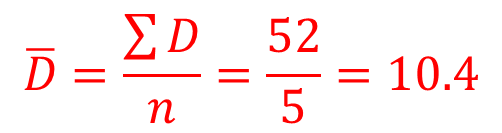 D̅ = ∑ D / n = 52 / 5 = 10.4